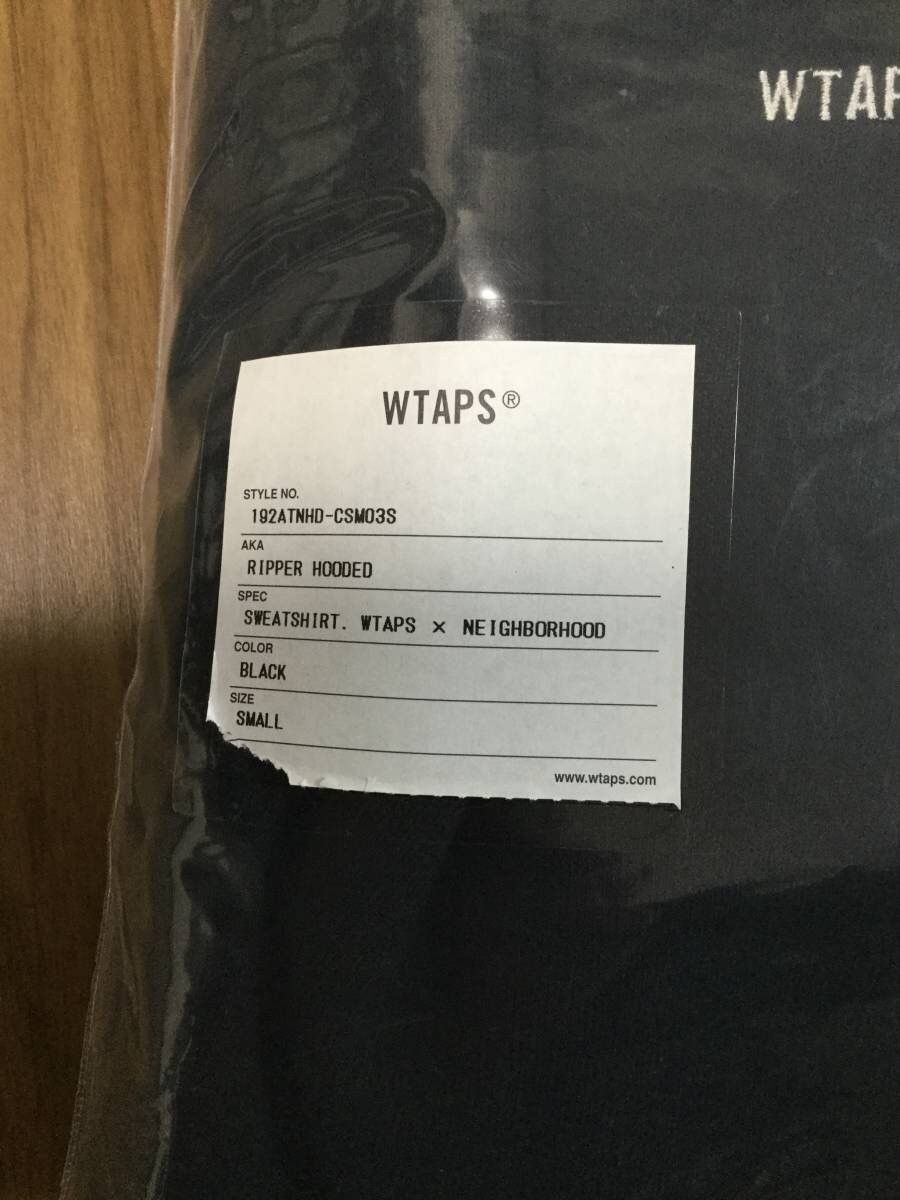 WTAP
WTAPS®
STYLE NO.
192ATNHD-CSM03S
AKA
RIPPER HOODED
SPEC
SWEATSHIRT. WTAPS × NEIGHBORHOOD
COLOR
BLACK
SIZE
SMALL
www.wtaps.com